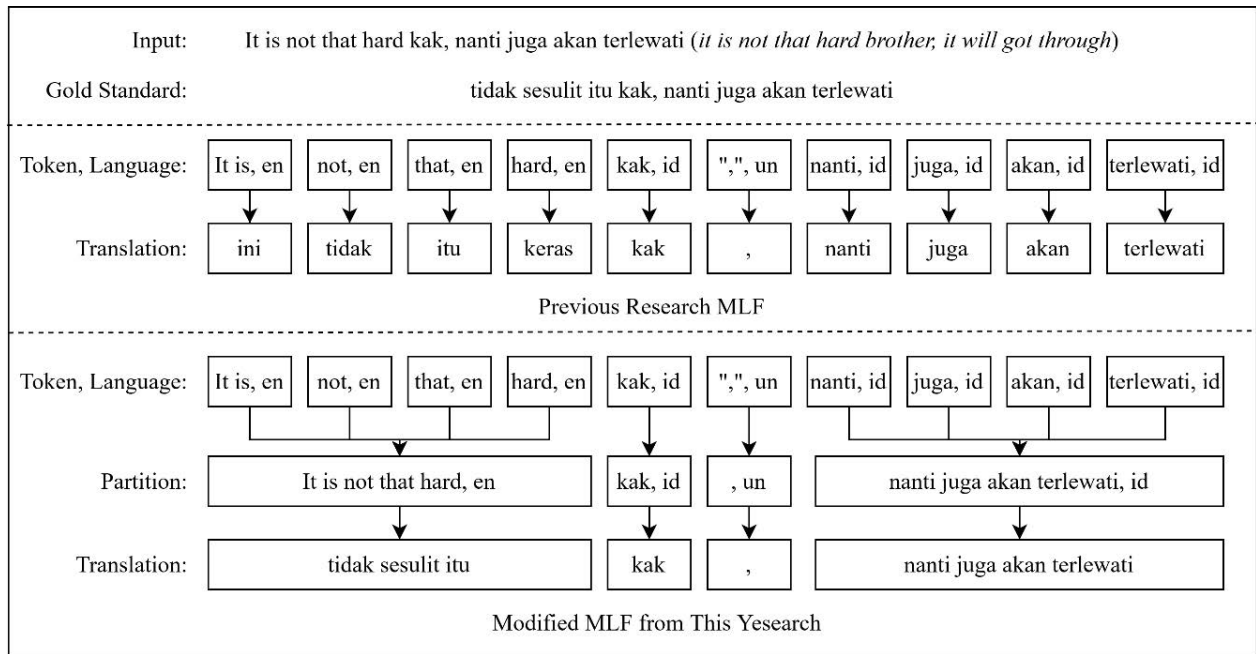 Input: It is not that hard kak, nanti juga akan terlewati (it is not that hard brother, it will got through)
Gold Standard: tidak sesulit itu kak, nanti juga akan terlewati
Token, Language: It is, en not, en that, en hard, en kak, id ",", un nanti, id juga, id akan, id terlewati, id
Translation: ini tidak itu keras kak , nanti juga akan terlewati
Previous Research MLF
Token, Language: It is, en not, en that, en hard, en kak, id ",", un nanti, id juga, id akan, id terlewati, id
Partition: It is not that hard, en kak, id , un nanti juga akan terlewati, id
Translation: tidak sesulit itu kak , nanti juga akan terlewati
Modified MLF from This Yesearch